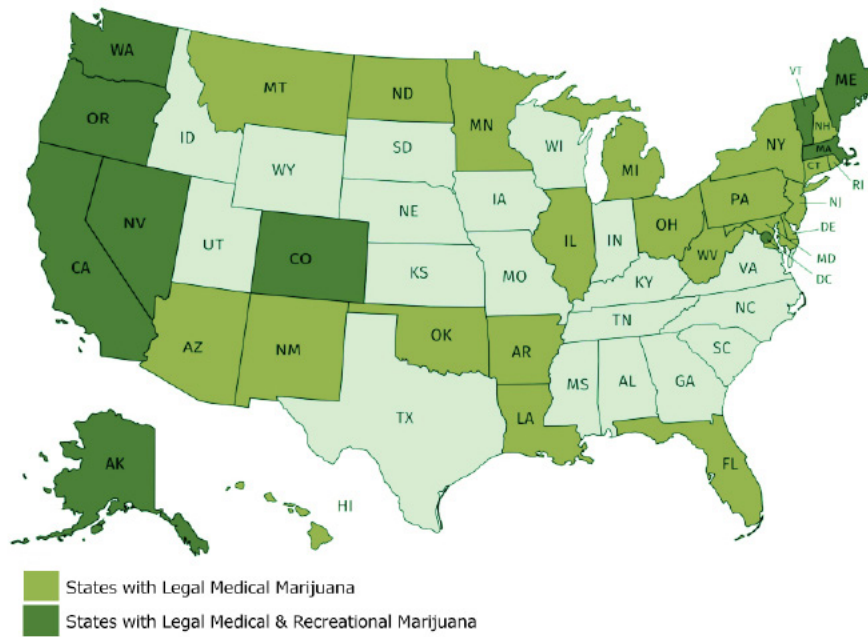 WA
OR
CA
NV
ID
MT
WY
UT
CO
AZ
NM
ND
SD
NE
KS
OK
TX
MN
IA
MO
AR
LA
WI
IL
MI
IN
OH
KY
TN
MS
AL
GA
FL
SC
NC
VA
WV
PA
NY
VT
NH
ME
MA
CT
RI
NJ
DE
MD
DC
AK
HI
States with Legal Medical Marijuana
States with Legal Medical & Recreational Marijuana